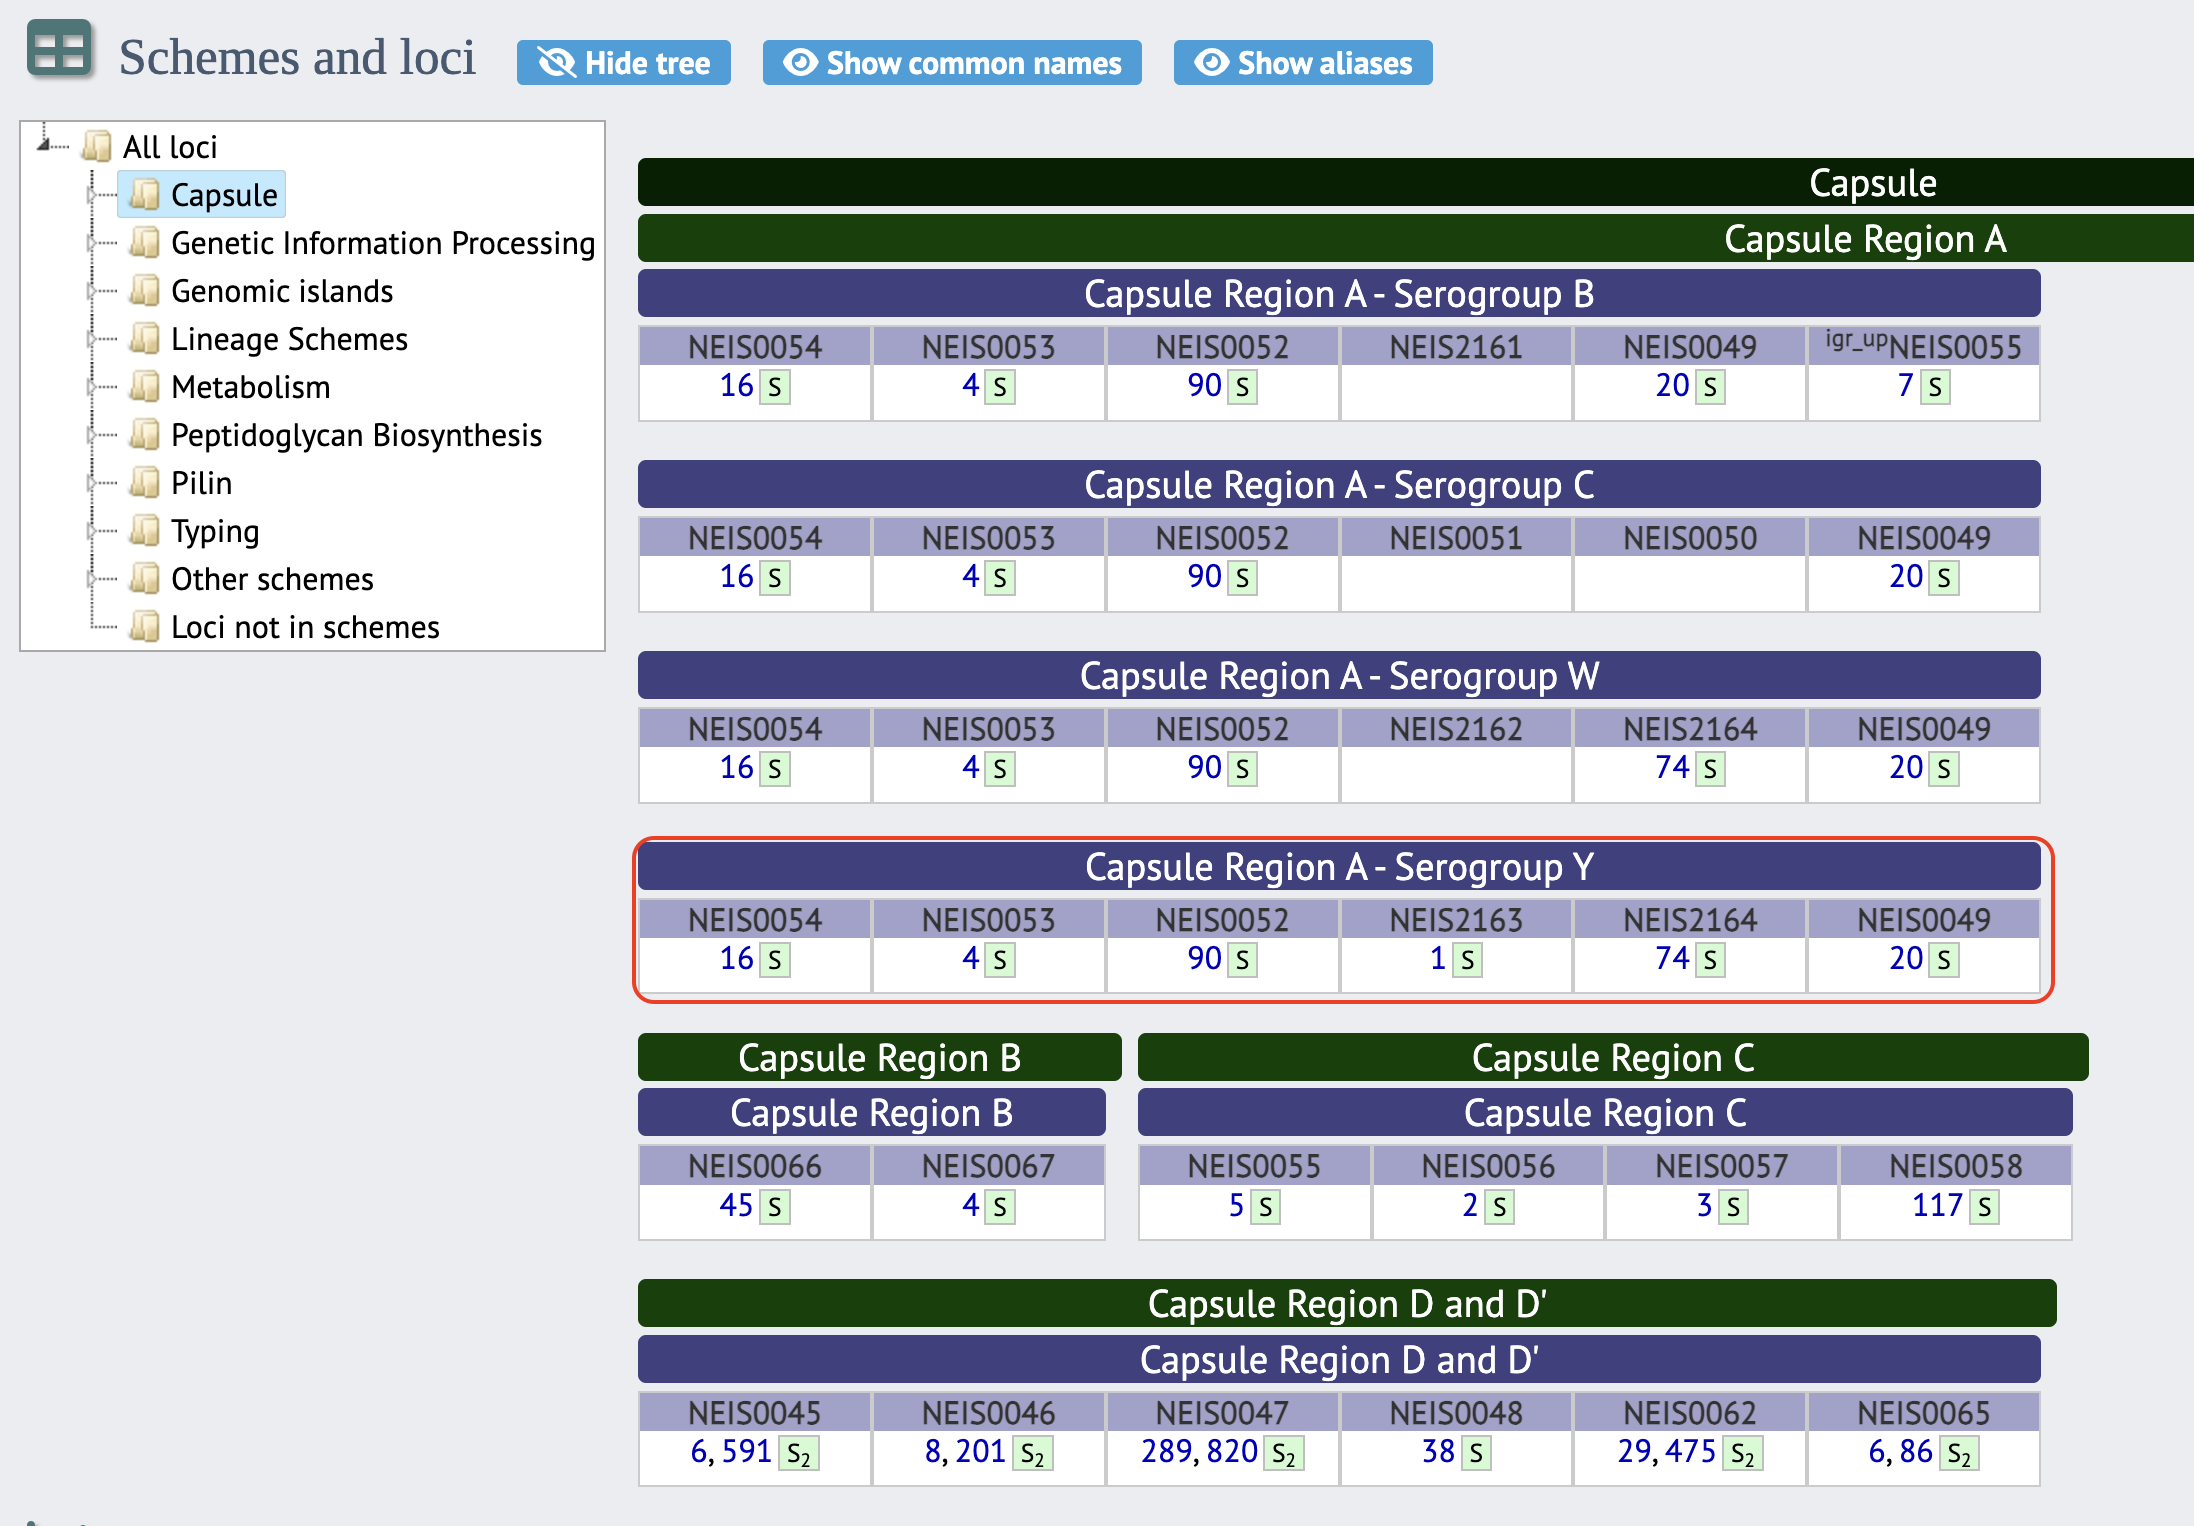 Schemes and loci Hide tree Show common names Show aliases
All loci
Capsule
Genetic Information Processing
Genomic islands
Lineage Schemes
Metabolism
Peptidoglycan Biosynthesis
Pilin
Typing
Other schemes
Loci not in schemes
Capsule
Capsule Region A
Capsule Region A - Serogroup B
NEIS0054 NEIS0053 NEIS0052 NEIS2161 NEIS0049 igr_upNEIS0055
16 S 4 S 90 S 20 S 7 S
Capsule Region A - Serogroup C
NEIS0054 NEIS0053 NEIS0052 NEIS0051 NEIS0050 NEIS0049
16 S 4 S 90 S 20 S
Capsule Region A - Serogroup W
NEIS0054 NEIS0053 NEIS0052 NEIS2162 NEIS2164 NEIS0049
16 S 4 S 90 S 74 S 20 S
Capsule Region A - Serogroup Y
NEIS0054 NEIS0053 NEIS0052 NEIS2163 NEIS2164 NEIS0049
16 S 4 S 90 S 1 S 74 S 20 S
Capsule Region B
Capsule Region B
NEIS0066 NEIS0067
45 S 4 S
Capsule Region C
Capsule Region C
NEIS0055 NEIS0056 NEIS0057 NEIS0058
5 S 2 S 3 S 117 S
Capsule Region D and D'
Capsule Region D and D'
NEIS0045 NEIS0046 NEIS0047 NEIS0048 NEIS0062 NEIS0065
6, 591 S2 8, 201 S2 289, 820 S2 38 S 29, 475 S2 6, 86 S2